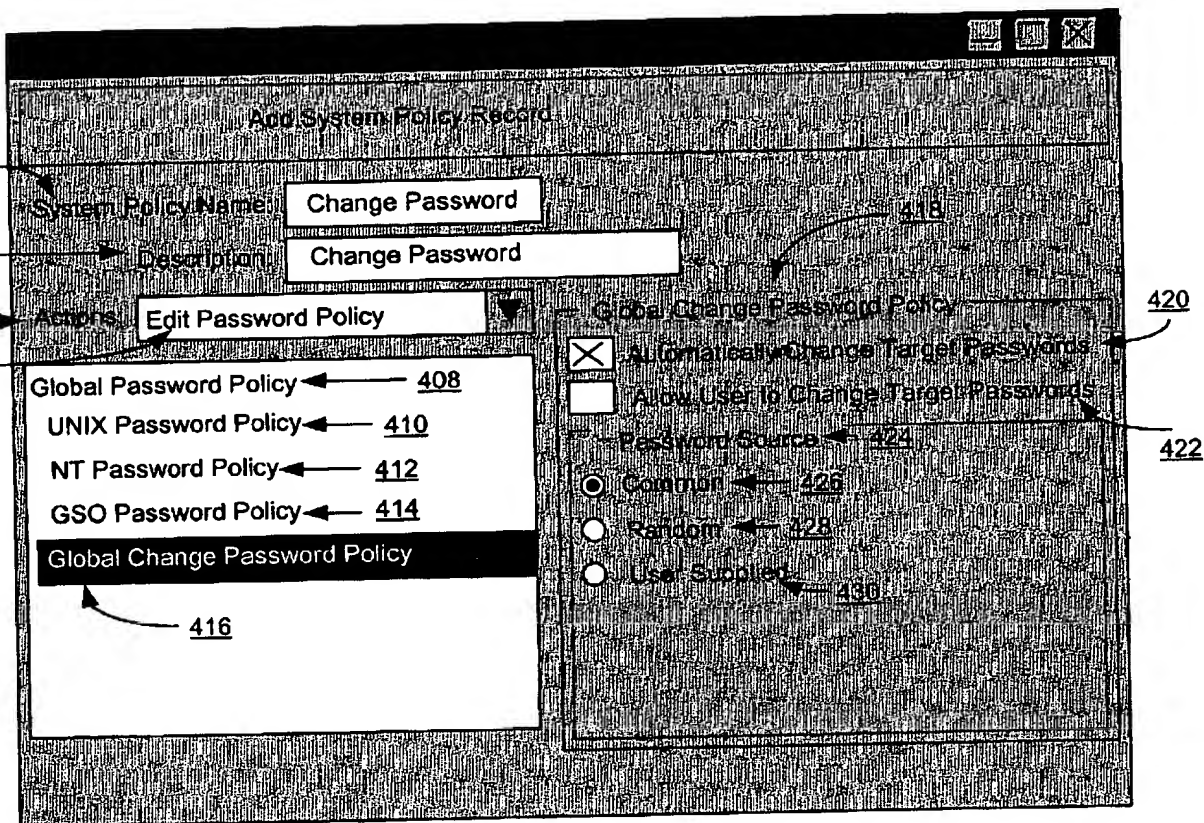 Add System Policy Record
System Policy Name: Change Password
418
Description: Change Password
Actions: Edit Password Policy
Global Change Password Policy
420
Automatically Change Target Passwords
Global Password Policy 408
Allow User to Change Target Passwords
UNIX Password Policy 410
Password Source 424
422
NT Password Policy 412
Common 426
GSO Password Policy 414
Random 428
Global Change Password Policy
User Supplied
430
416